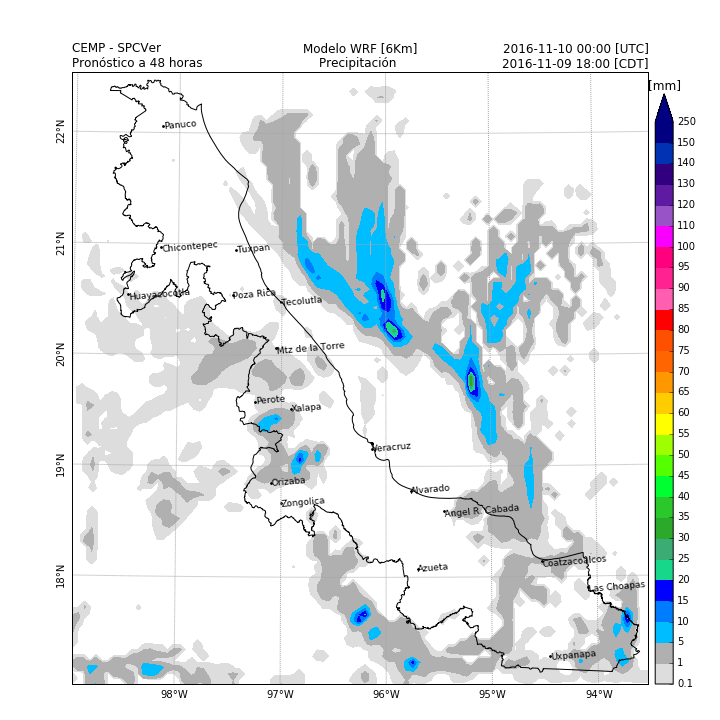 CEMP - SPCVer
Modelo WRF [6Km]
2016-11-10 00:00 [UTC]
Pronóstico a 48 horas
Precipitación
2016-11-09 18:00 [CDT]
[mm]
22°N
21°N
20°N
19°N
18°N
Panuco
Chicontepec
Tuxpan
Huayacocotla
Poza Rica
Tecolutla
Mtz de la Torre
Perote
Xalapa
Veracruz
Orizaba
Alvarado
Zongolica
Angel R. Cabada
Azueta
Coatzacoalcos
Las Choapas
Uxpanapa
98°W
97°W
96°W
95°W
94°W
250
150
140
130
120
110
100
95
90
85
80
75
70
65
60
55
50
45
40
35
30
25
20
15
10
5
1
0.1